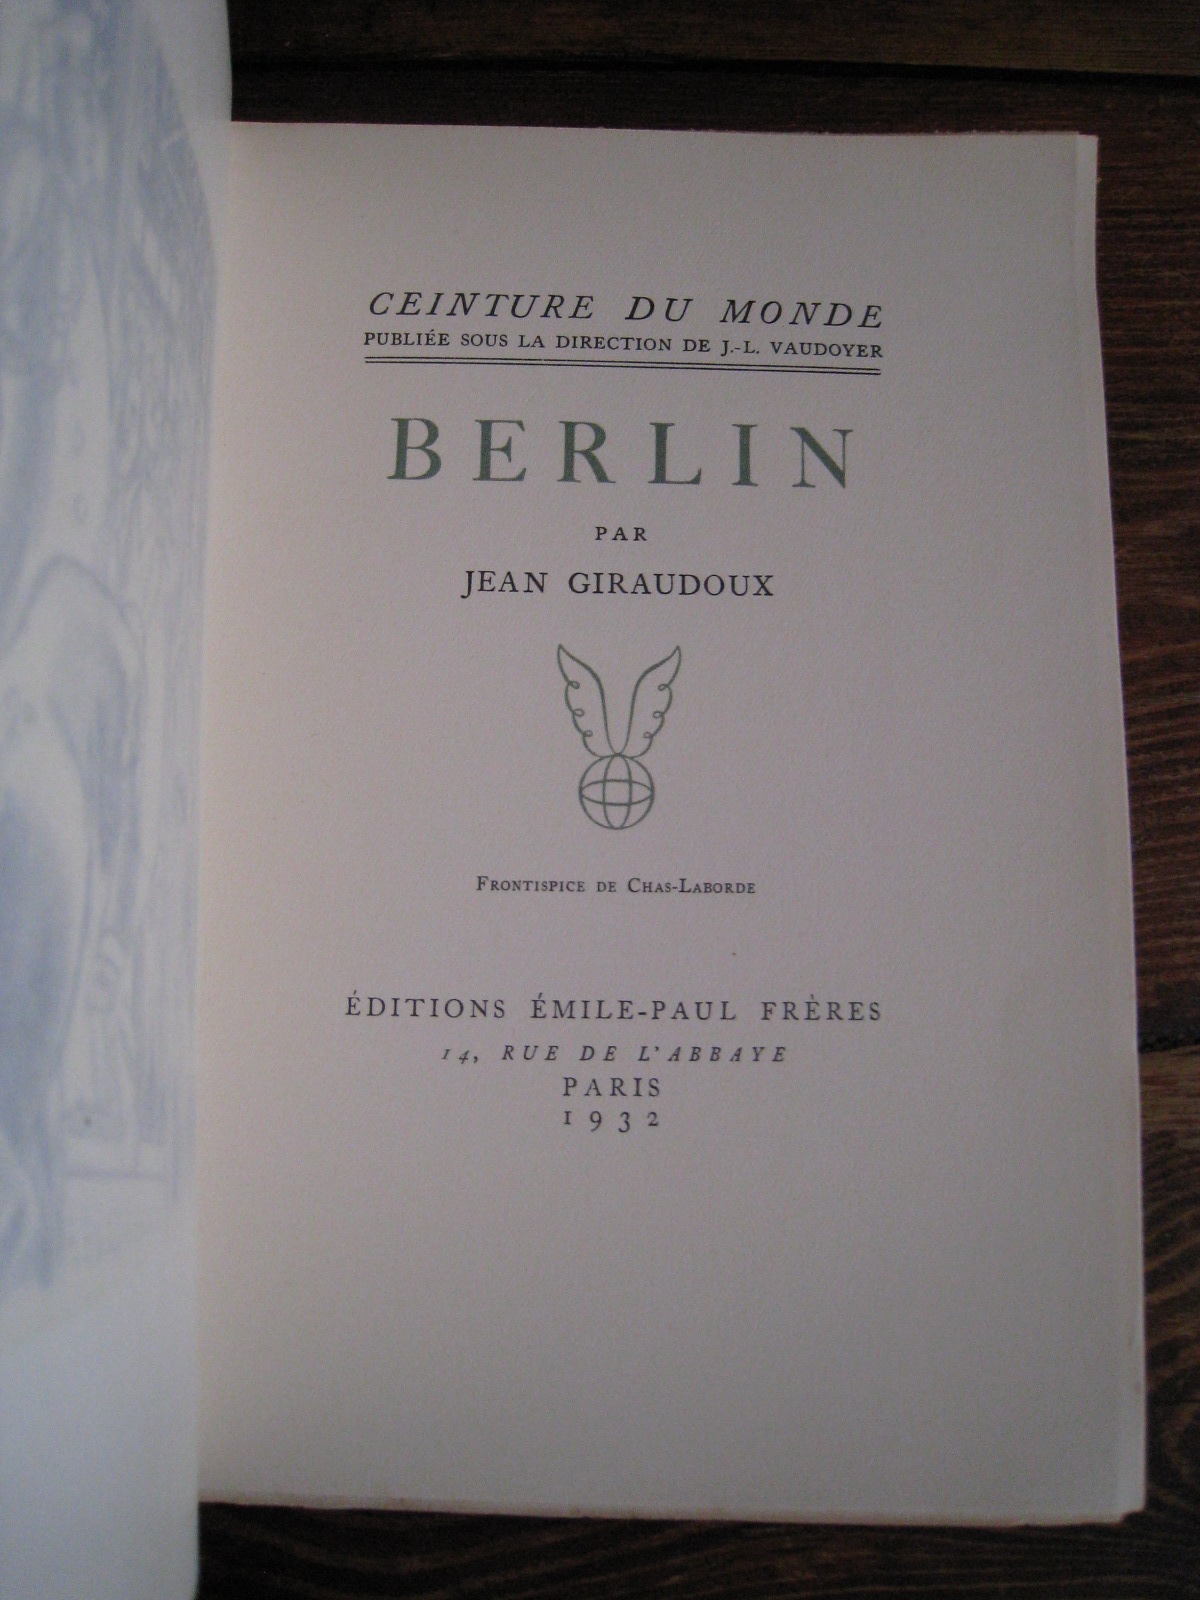 CEINTURE DU MONDE
PUBLIÉE SOUS LA DIRECTION DE J.-L. VAUDOYER
BERLIN
PAR
JEAN GIRAUDOUX
FRONTISPICE DE CHAS-LABORDE
ÉDITIONS ÉMILE-PAUL FRÈRES
14, RUE DE L'ABBAYE
PARIS
1932